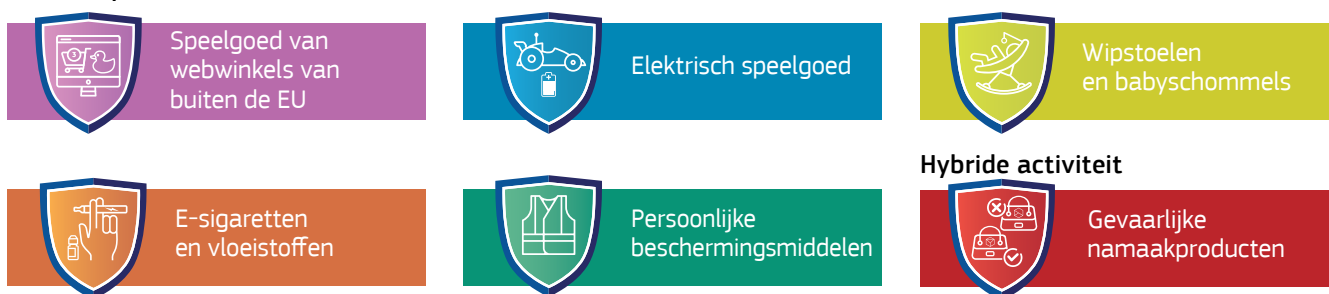 Speelgoed van
webwinkels van
buiten de EU
Elektrisch speelgoed
Wipstoelen
en babyschommels
E-sigaretten
en vloeistoffen
Persoonlijke
beschermingsmiddelen
Hybride activiteit
Gevaarlijke
namaakproducten